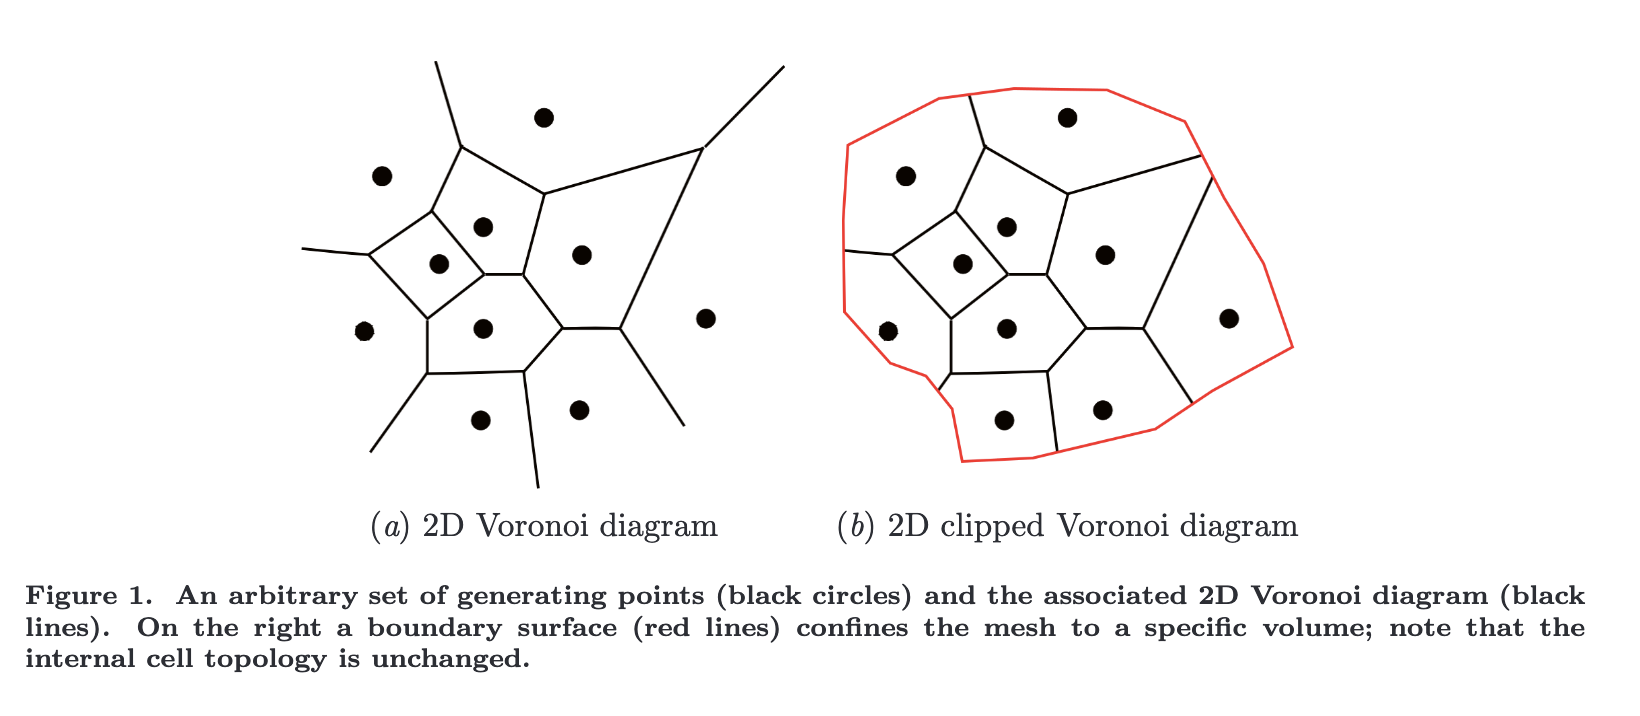 (a) 2D Voronoi diagram
(b) 2D clipped Voronoi diagram
Figure 1. An arbitrary set of generating points (black circles) and the associated 2D Voronoi diagram (black
lines). On the right a boundary surface (red lines) confines the mesh to a specific volume; note that the
internal cell topology is unchanged.